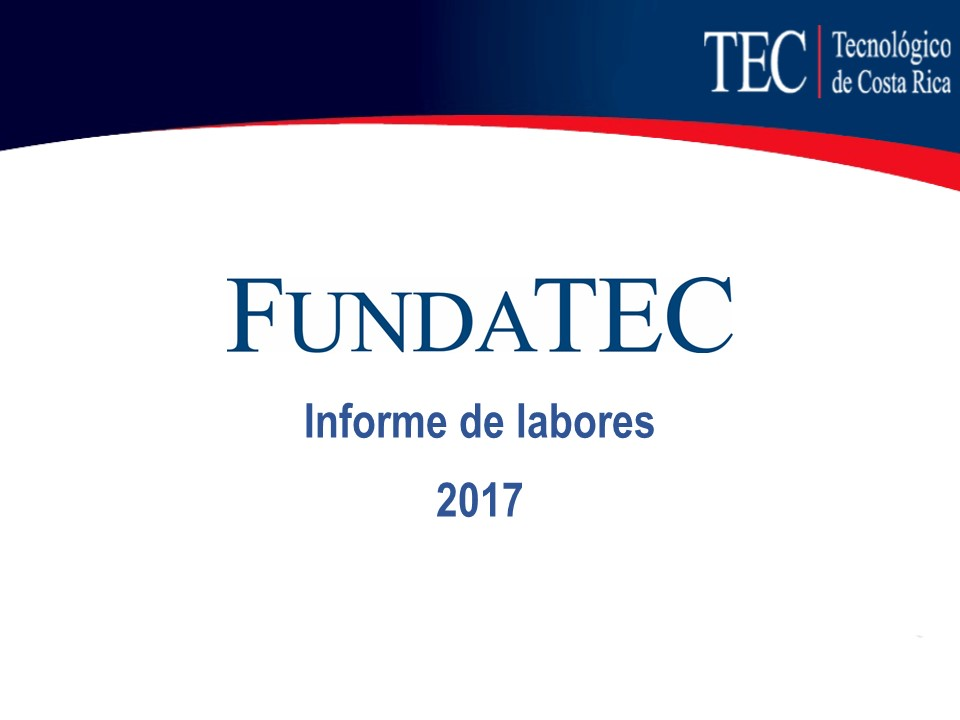 TEC | Tecnológico
de Costa Rica
FUNDATEC
Informe de labores
2017